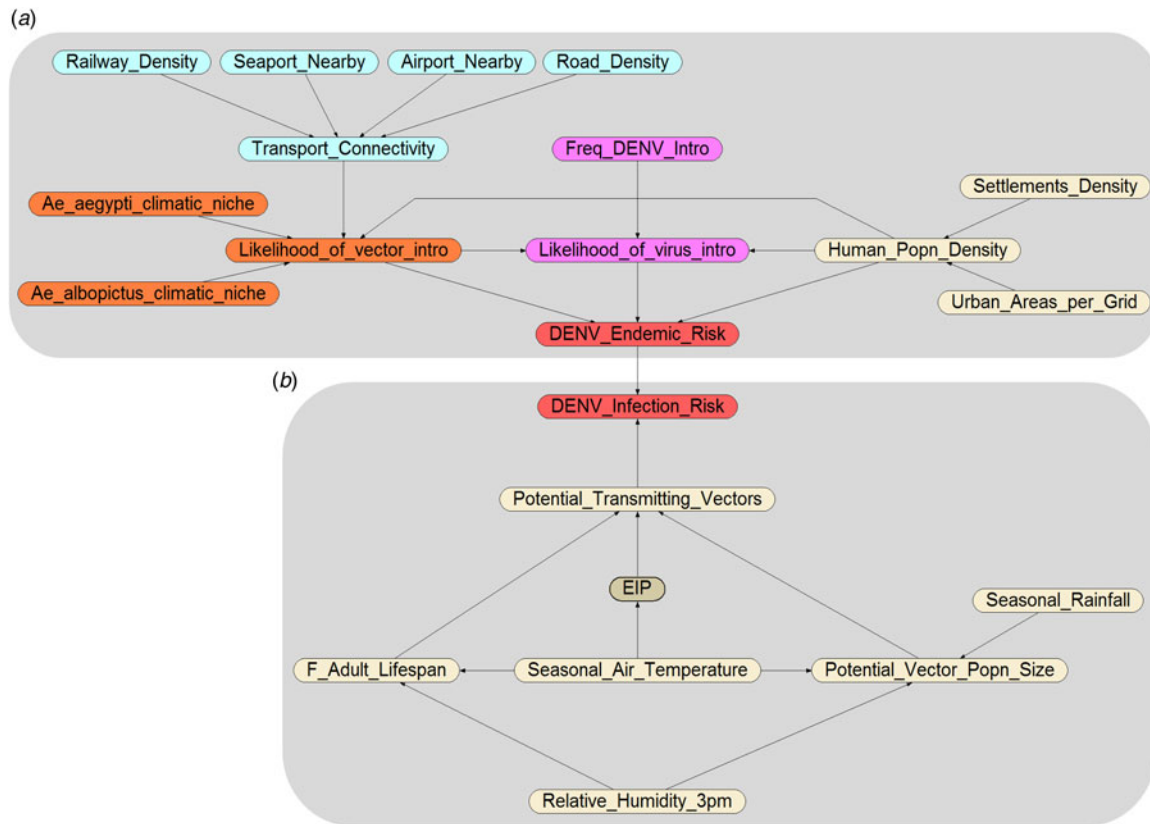 (a)
Railway_Density
Seaport_Nearby
Airport_Nearby
Road_Density
Transport_Connectivity
Freq_DENV_Intro
Settlements_Density
Ae_aegypti_climatic_niche
Likelihood_of_vector_intro
Likelihood_of_virus_intro
Human_Popn_Density
Ae_albopictus_climatic_niche
Urban_Areas_per_Grid
DENV_Endemic_Risk
(b)
DENV_Infection_Risk
Potential_Transmitting_Vectors
EIP
Seasonal_Rainfall
F_Adult_Lifespan
Seasonal_Air_Temperature
Potential_Vector_Popn_Size
Relative_Humidity_3pm